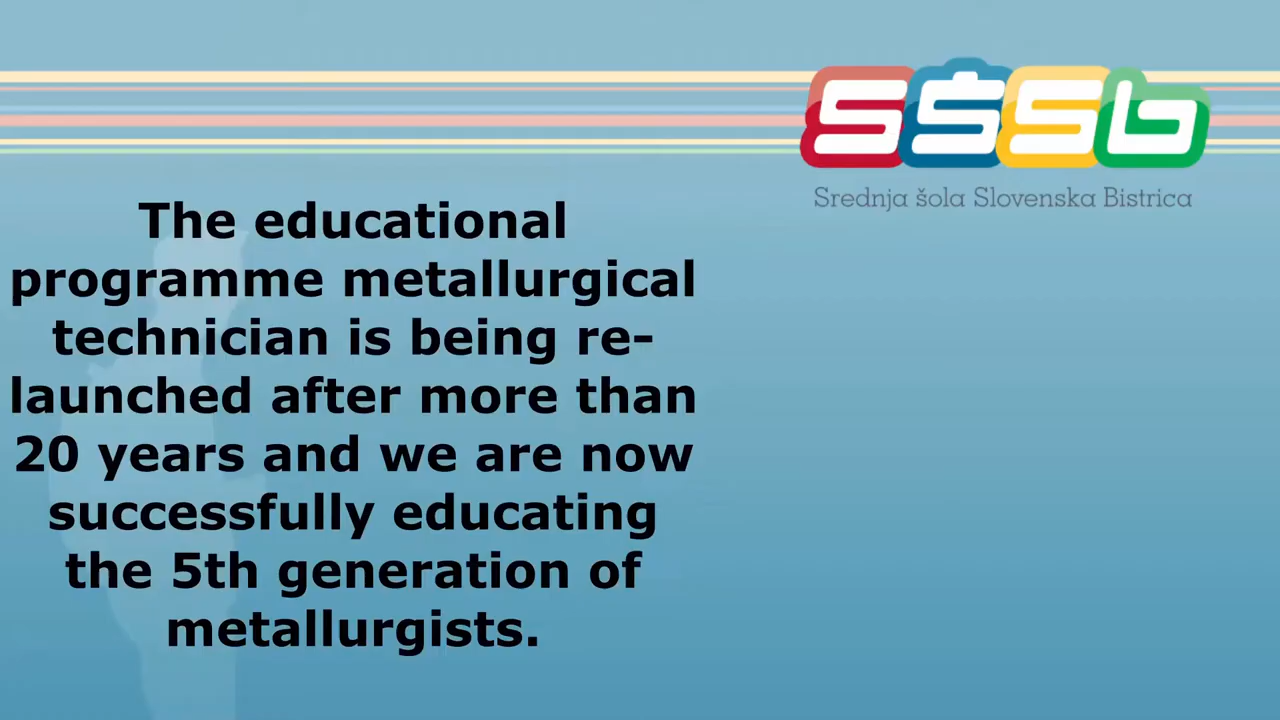 SŠSb
Srednja šola Slovenska Bistrica
The educational
programme metallurgical
technician is being re-
launched after more than
20 years and we are now
successfully educating
the 5th generation of
metallurgists.